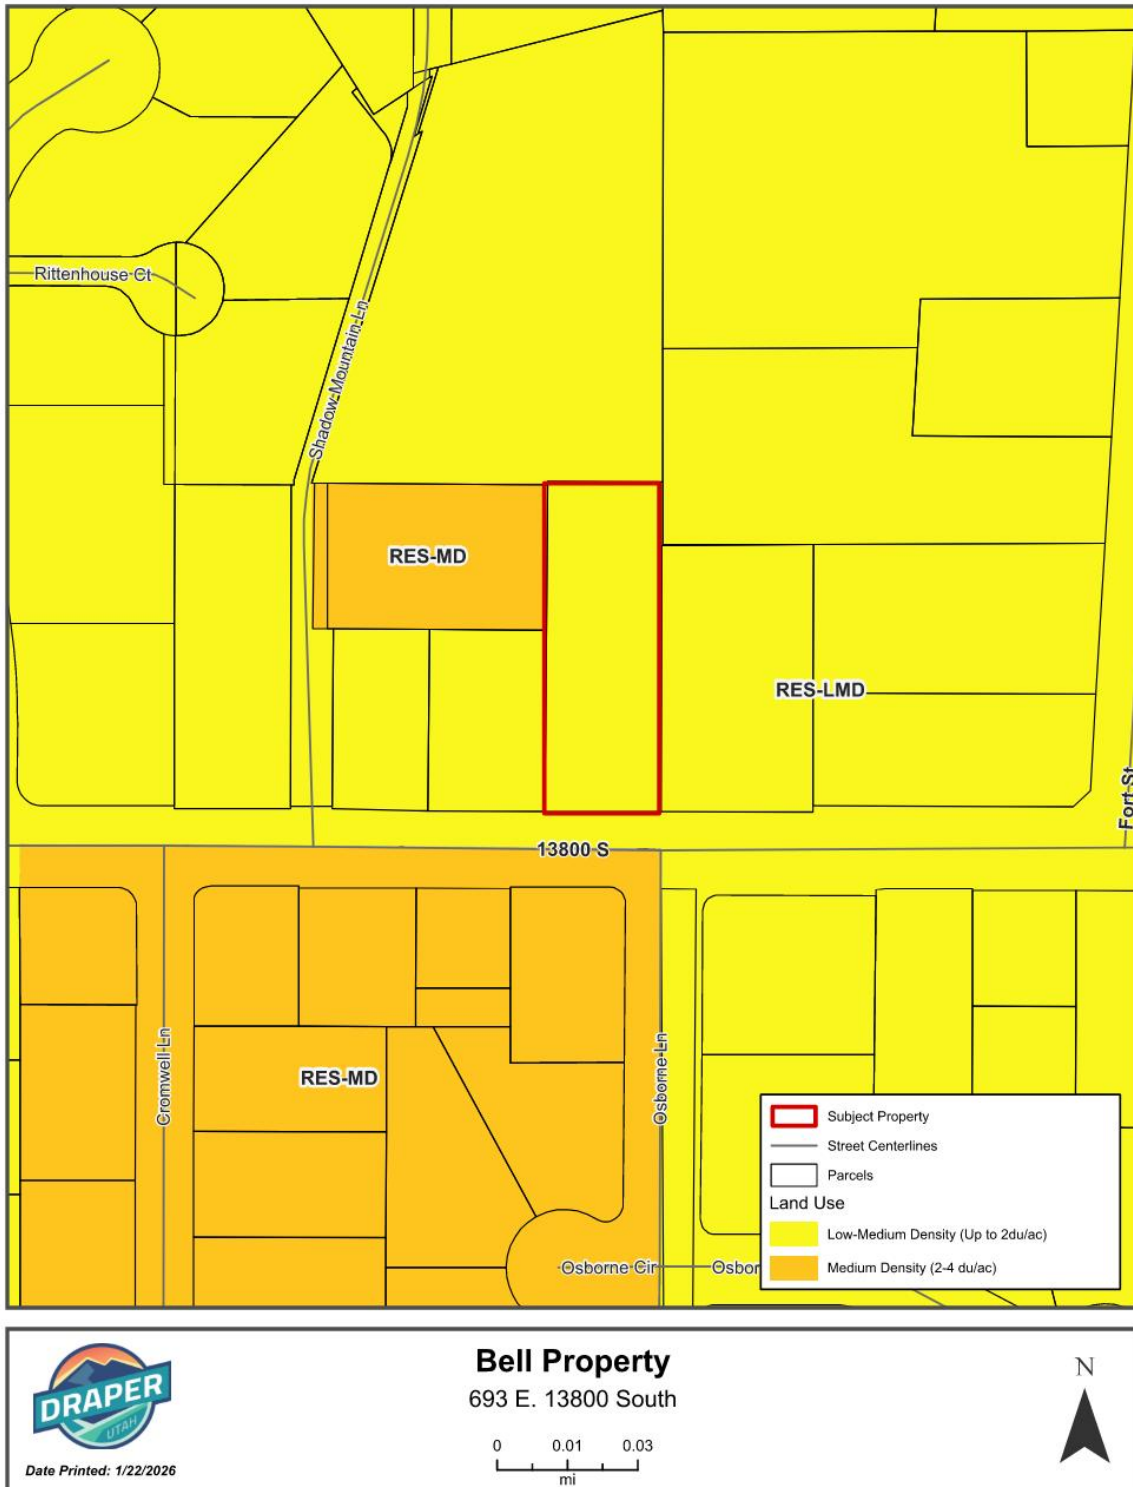 Rittenhouse Ct
Shadow Mountain Ln
RES-MD
RES-LMD
Fort St
13800 S
Cromwell Ln
RES-MD
Osborne Ln
Osborne Cir
Osbor
Subject Property
Street Centerlines
Parcels
Land Use
Low-Medium Density (Up to 2du/ac)
Medium Density (2-4 du/ac)
DRAPER
UTAH
Date Printed: 1/22/2026
Bell Property
693 E. 13800 South
0 0.01 0.03
mi
N